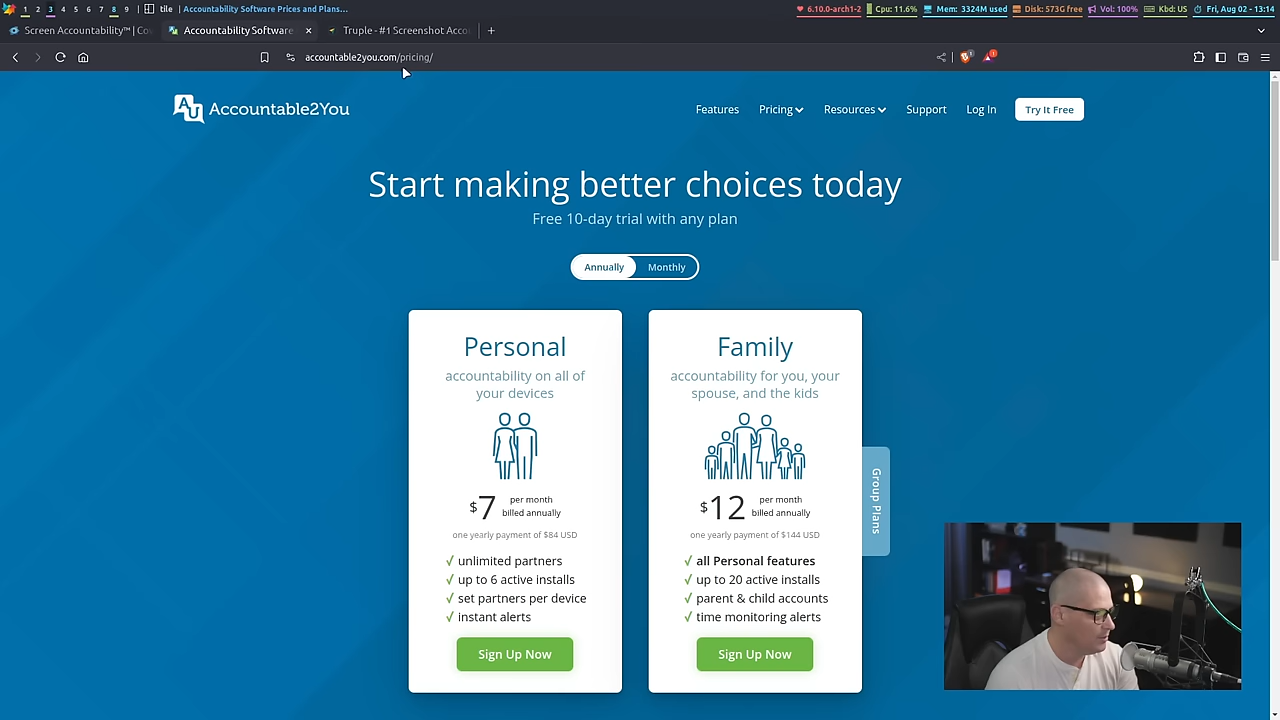 1 2 3 4 5 6 7 8 9 | tile | Accountability Software Prices and Plans...
6.10.0-arch1-2 Cpu: 11.6% Mem: 3324M used Disk: 573G free Vol: 100% Kbd: US Fri, Aug 02 - 13:14
Screen Accountability™ | Co
Accountability Software
Truple - #1 Screenshot Acco
accountable2you.com/pricing/
AU Accountable2You
Features Pricing Resources Support Log In Try It Free
Start making better choices today
Free 10-day trial with any plan
Annually Monthly
Personal
accountability on all of
your devices
$7 per month
billed annually
one yearly payment of $84 USD
✓ unlimited partners
✓ up to 6 active installs
✓ set partners per device
✓ instant alerts
Sign Up Now
Family
accountability for you, your
spouse, and the kids
$12 per month
billed annually
one yearly payment of $144 USD
✓ all Personal features
✓ up to 20 active installs
✓ parent & child accounts
✓ time monitoring alerts
Sign Up Now
Group Plans